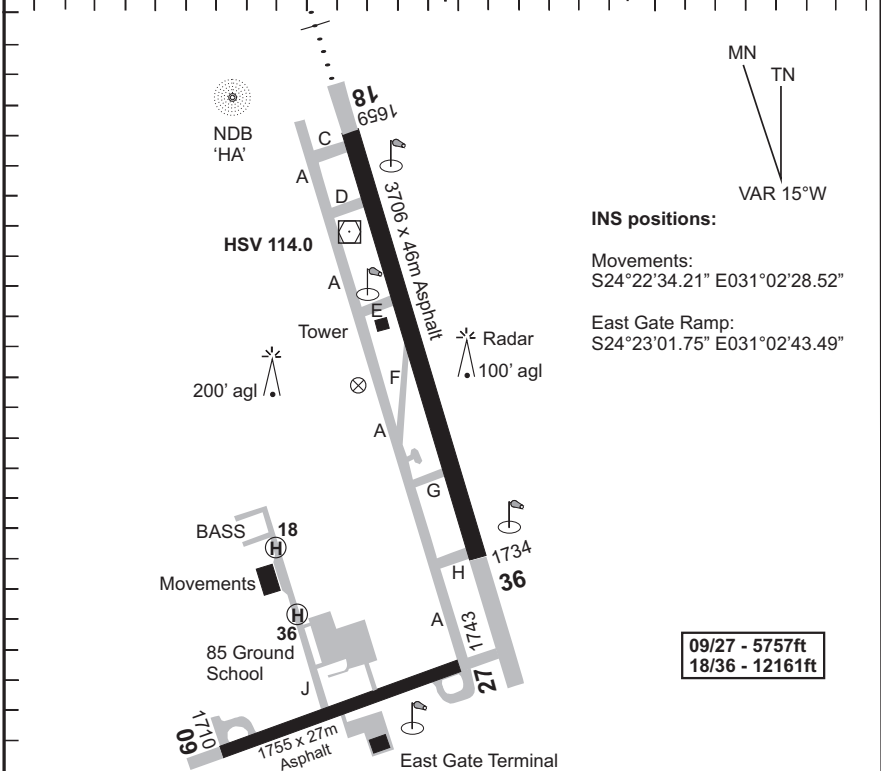 MN
TN
VAR 15°W
NDB
'HA'
18
1659
C
A
D
3706 x 46m Asphalt
HSV 114.0
A
E
Tower
INS positions:
Movements:
S24°22'34.21” E031°02'28.52”
East Gate Ramp:
S24°23'01.75” E031°02'43.49”
Radar
100' agl
200' agl
F
A
G
BASS
18
H
Movements
H
36
85 Ground
School
J
1734
36
H
A
1743
27
09/27 - 5757ft
18/36 - 12161ft
09
1710
1755 x 27m
Asphalt
East Gate Terminal